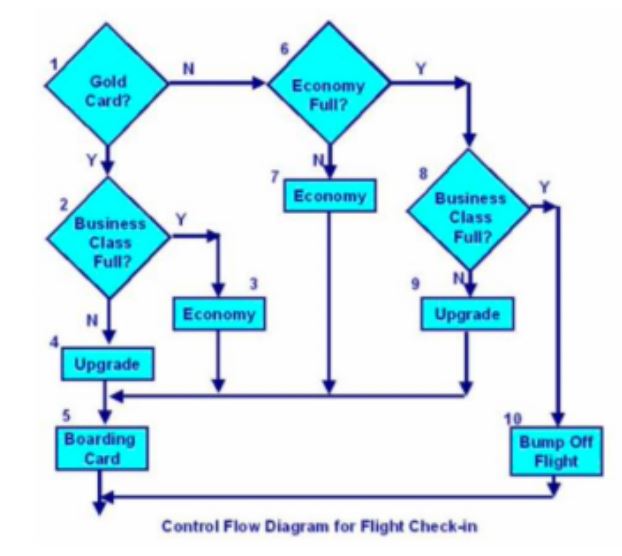 1
Gold
Card?
N
6
Economy
Full?
Y
Y
N
2
Business
Class
Full?
Y
7
Economy
8
Business
Class
Full?
Y
N
3
Economy
N
9
Upgrade
4
Upgrade
5
Boarding
Card
10
Bump Off
Flight
Control Flow Diagram for Flight Check-in